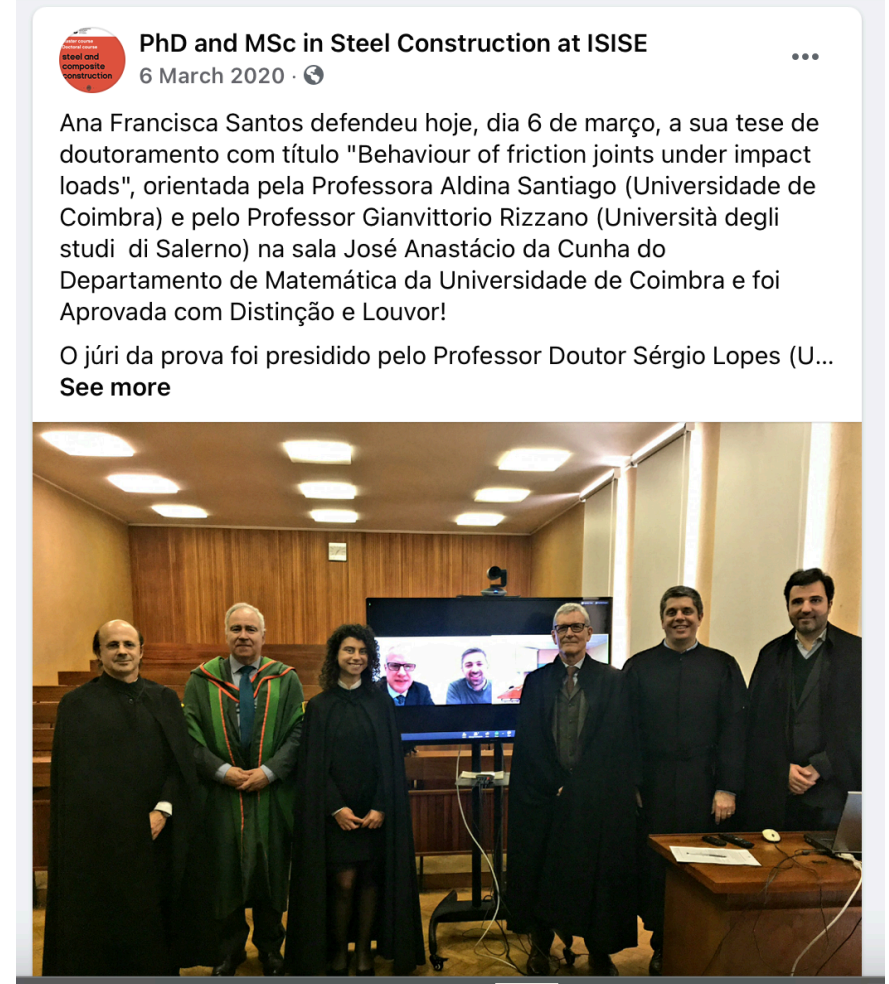 PhD and MSc in Steel Construction at ISISE
steel and
composite
construction
6 March 2020 ·
Ana Francisca Santos defendeu hoje, dia 6 de março, a sua tese de
doutoramento com título "Behaviour of friction joints under impact
loads", orientada pela Professora Aldina Santiago (Universidade de
Coimbra) e pelo Professor Gianvittorio Rizzano (Università degli
studi  di Salerno) na sala José Anastácio da Cunha do
Departamento de Matemática da Universidade de Coimbra e foi
Aprovada com Distinção e Louvor!
O júri da prova foi presidido pelo Professor Doutor Sérgio Lopes (U...
See more